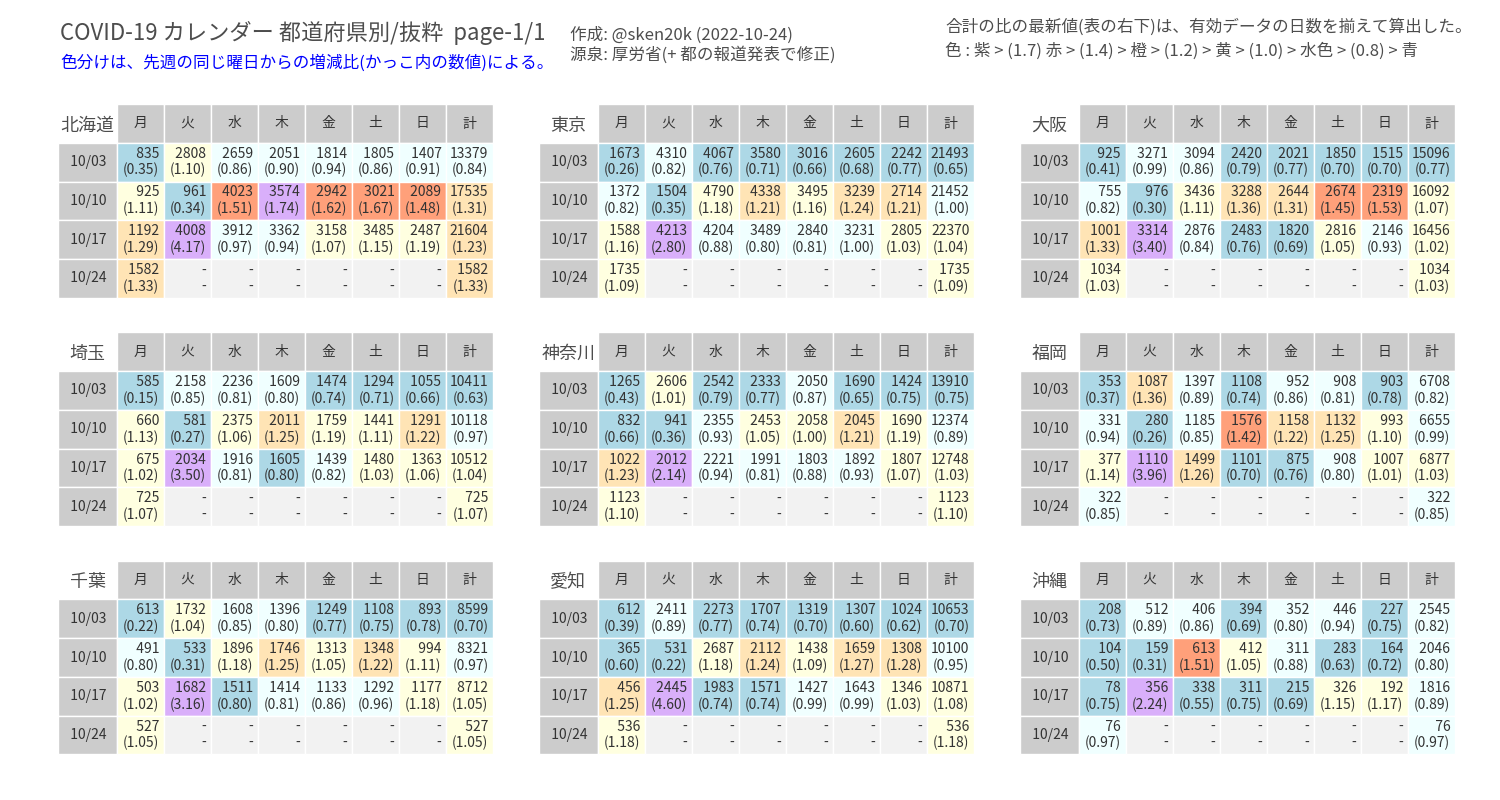 COVID-19 カレンダー 都道府県別/抜粋 page-1/1
色分けは、先週の同じ曜日からの増減比(かっこ内の数値)による。
作成: @sken20k (2022-10-24)
源泉: 厚労省(+ 都の報道発表で修正)
合計の比の最新値(表の右下)は、有効データの日数を揃えて算出した。
色 : 紫 > (1.7) 赤 > (1.4) > 橙 > (1.2) > 黄 > (1.0) > 水色 > (0.8) > 青
北海道 月 火 水 木 金 土 日 計
10/03 835 2808 2659 2051 1814 1805 1407 13379
(0.35) (1.10) (0.86) (0.90) (0.94) (0.86) (0.91) (0.84)
10/10 925 961 4023 3574 2942 3021 2089 17535
(1.11) (0.34) (1.51) (1.74) (1.62) (1.67) (1.48) (1.31)
10/17 1192 4008 3912 3362 3158 3485 2487 21604
(1.29) (4.17) (0.97) (0.94) (1.07) (1.15) (1.19) (1.23)
10/24 1582 - - - - - - 1582
(1.33) - - - - - - (1.33)
東京 月 火 水 木 金 土 日 計
10/03 1673 4310 4067 3580 3016 2605 2242 21493
(0.26) (0.82) (0.76) (0.71) (0.66) (0.68) (0.77) (0.65)
10/10 1372 1504 4790 4338 3495 3239 2714 21452
(0.82) (0.35) (1.18) (1.21) (1.16) (1.24) (1.21) (1.00)
10/17 1588 4213 4204 3489 2840 3231 2805 22370
(1.16) (2.80) (0.88) (0.80) (0.81) (1.00) (1.03) (1.04)
10/24 1735 - - - - - - 1735
(1.09) - - - - - - (1.09)
大阪 月 火 水 木 金 土 日 計
10/03 925 3271 3094 2420 2021 1850 1515 15096
(0.41) (0.99) (0.86) (0.79) (0.77) (0.70) (0.70) (0.77)
10/10 755 976 3436 3288 2644 2674 2319 16092
(0.82) (0.30) (1.11) (1.36) (1.31) (1.45) (1.53) (1.07)
10/17 1001 3314 2876 2483 1820 2816 2146 16456
(1.33) (3.40) (0.84) (0.76) (0.69) (1.05) (0.93) (1.02)
10/24 1034 - - - - - - 1034
(1.03) - - - - - - (1.03)
埼玉 月 火 水 木 金 土 日 計
10/03 585 2158 2236 1609 1474 1294 1055 10411
(0.15) (0.85) (0.81) (0.80) (0.74) (0.71) (0.66) (0.63)
10/10 660 581 2375 2011 1759 1441 1291 10118
(1.13) (0.27) (1.06) (1.25) (1.19) (1.11) (1.22) (0.97)
10/17 675 2034 1916 1605 1439 1480 1363 10512
(1.02) (3.50) (0.81) (0.80) (0.82) (1.03) (1.06) (1.04)
10/24 725 - - - - - - 725
(1.07) - - - - - - (1.07)
神奈川 月 火 水 木 金 土 日 計
10/03 1265 2606 2542 2333 2050 1690 1424 13910
(0.43) (1.01) (0.79) (0.77) (0.87) (0.65) (0.75) (0.75)
10/10 832 941 2355 2453 2058 2045 1690 12374
(0.66) (0.36) (0.93) (1.05) (1.00) (1.21) (1.19) (0.89)
10/17 1022 2012 2221 1991 1803 1892 1807 12748
(1.23) (2.14) (0.94) (0.81) (0.88) (0.93) (1.07) (1.03)
10/24 1123 - - - - - - 1123
(1.10) - - - - - - (1.10)
福岡 月 火 水 木 金 土 日 計
10/03 353 1087 1397 1108 952 908 903 6708
(0.37) (1.36) (0.89) (0.74) (0.86) (0.81) (0.78) (0.82)
10/10 331 280 1185 1576 1158 1132 993 6655
(0.94) (0.26) (0.85) (1.42) (1.22) (1.25) (1.10) (0.99)
10/17 377 1110 1499 1101 875 908 1007 6877
(1.14) (3.96) (1.26) (0.70) (0.76) (0.80) (1.01) (1.03)
10/24 322 - - - - - - 322
(0.85) - - - - - - (0.85)
千葉 月 火 水 木 金 土 日 計
10/03 613 1732 1608 1396 1249 1108 893 8599
(0.22) (1.04) (0.85) (0.80) (0.77) (0.75) (0.78) (0.70)
10/10 491 533 1896 1746 1313 1348 994 8321
(0.80) (0.31) (1.18) (1.25) (1.05) (1.22) (1.11) (0.97)
10/17 503 1682 1511 1414 1133 1292 1177 8712
(1.02) (3.16) (0.80) (0.81) (0.86) (0.96) (1.18) (1.05)
10/24 527 - - - - - - 527
(1.05) - - - - - - (1.05)
愛知 月 火 水 木 金 土 日 計
10/03 612 2411 2273 1707 1319 1307 1024 10653
(0.39) (0.89) (0.77) (0.74) (0.70) (0.60) (0.62) (0.70)
10/10 365 531 2687 2112 1438 1659 1308 10100
(0.60) (0.22) (1.18) (1.24) (1.09) (1.27) (1.28) (0.95)
10/17 456 2445 1983 1571 1427 1643 1346 10871
(1.25) (4.60) (0.74) (0.74) (0.99) (0.99) (1.03) (1.08)
10/24 536 - - - - - - 536
(1.18) - - - - - - (1.18)
沖縄 月 火 水 木 金 土 日 計
10/03 208 512 406 394 352 446 227 2545
(0.73) (0.89) (0.86) (0.69) (0.80) (0.94) (0.75) (0.82)
10/10 104 159 613 412 311 283 164 2046
(0.50) (0.31) (1.51) (1.05) (0.88) (0.63) (0.72) (0.80)
10/17 78 356 338 311 215 326 192 1816
(0.75) (2.24) (0.55) (0.75) (0.69) (1.15) (1.17) (0.89)
10/24 76 - - - - - - 76
(0.97) - - - - - - (0.97)